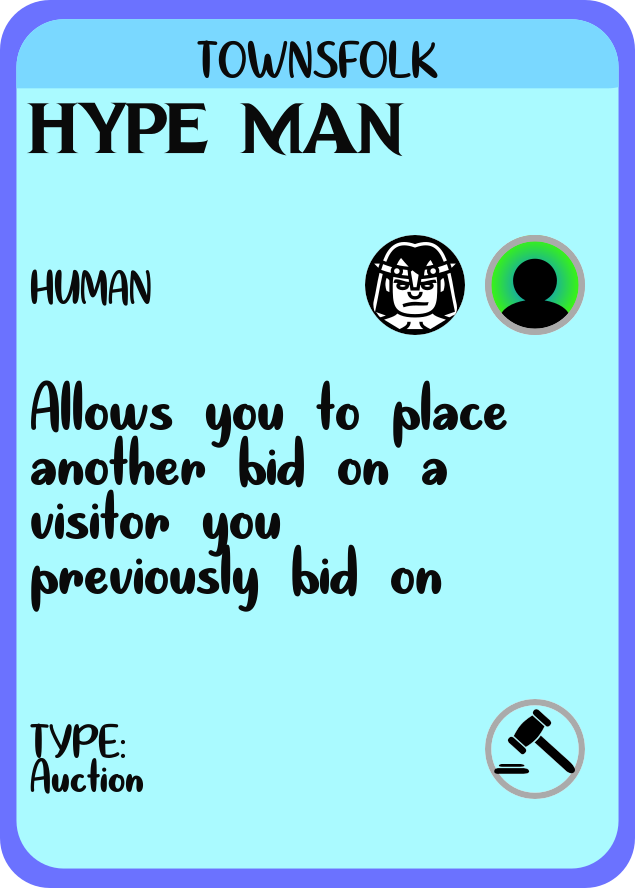 TOWNSFOLK
HYPE MAN
HUMAN
Allows you to place
another bid on a
visitor you
previously bid on
TYPE:
Auction